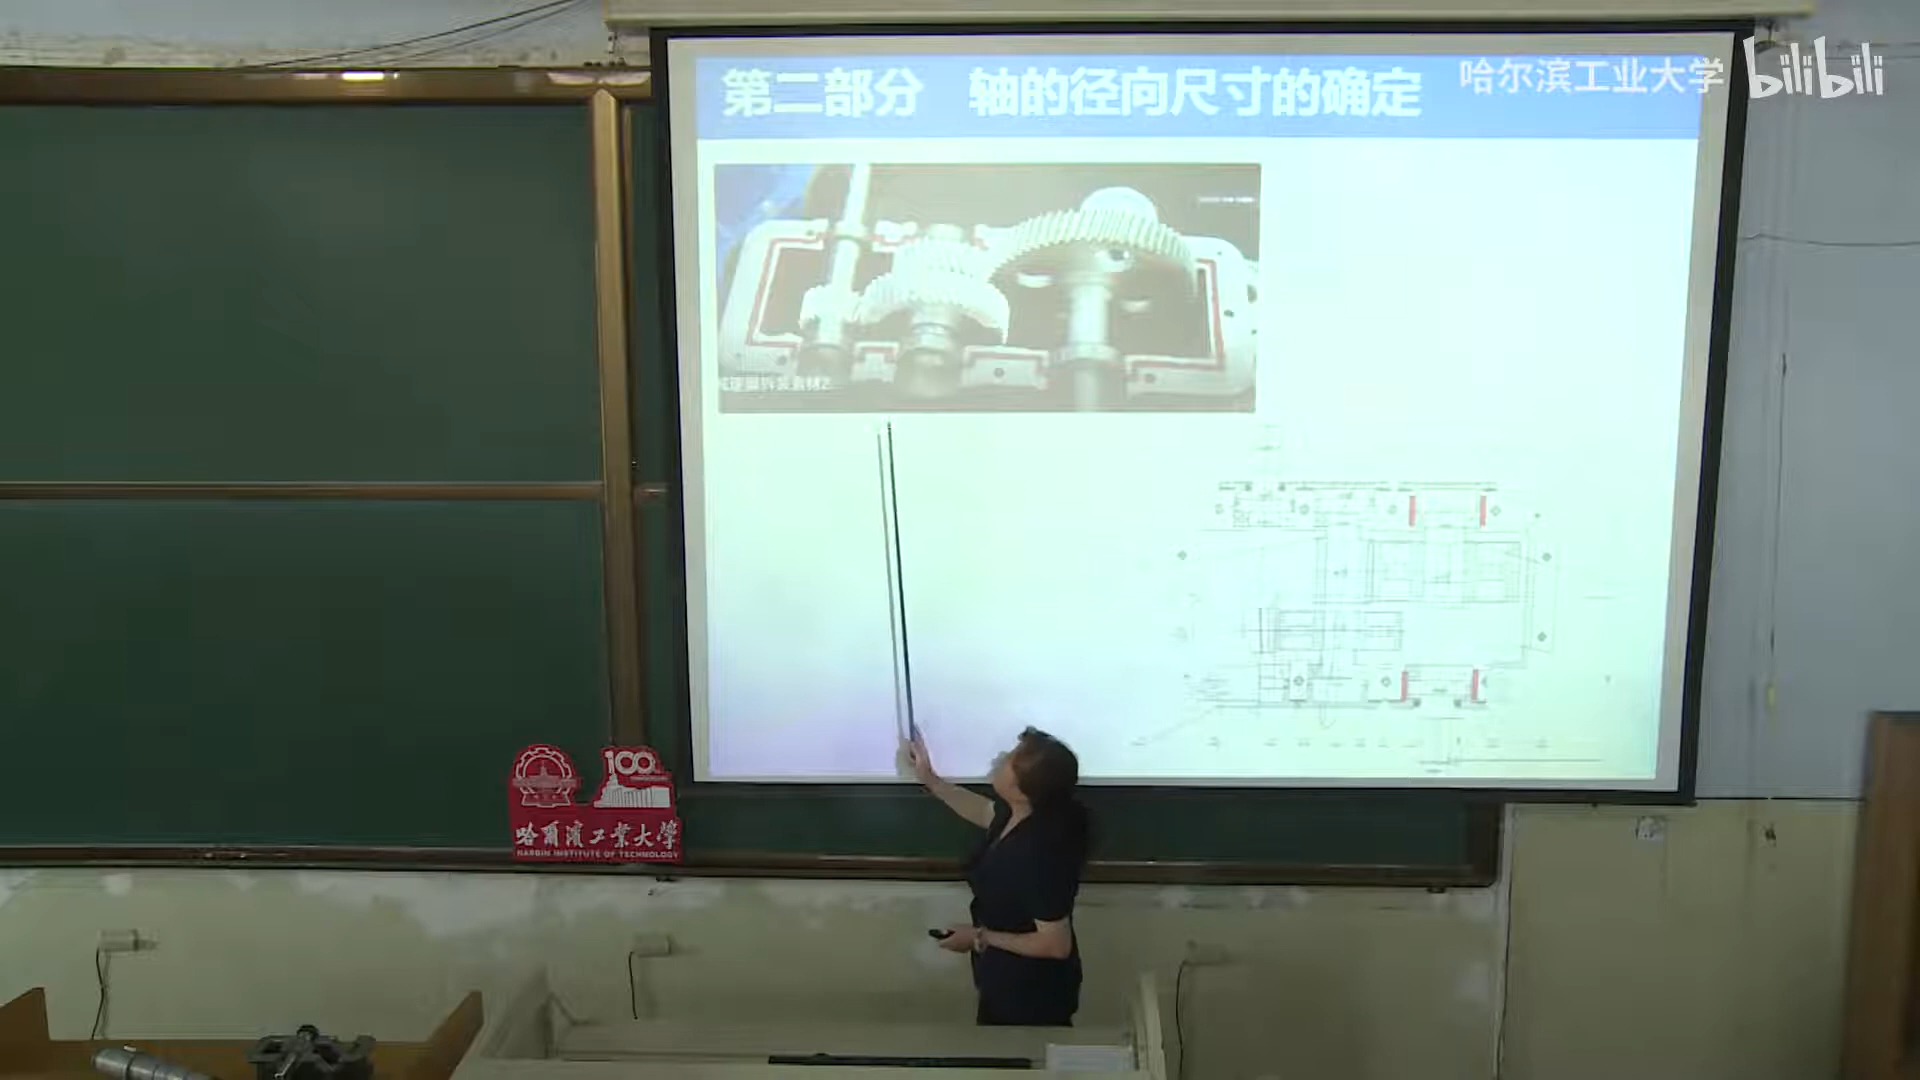 第二部分 轴的径向尺寸的确定
哈尔滨工业大学
bilibili
100
哈爾濱工業大學
HARBIN INSTITUTE OF TECHNOLOGY